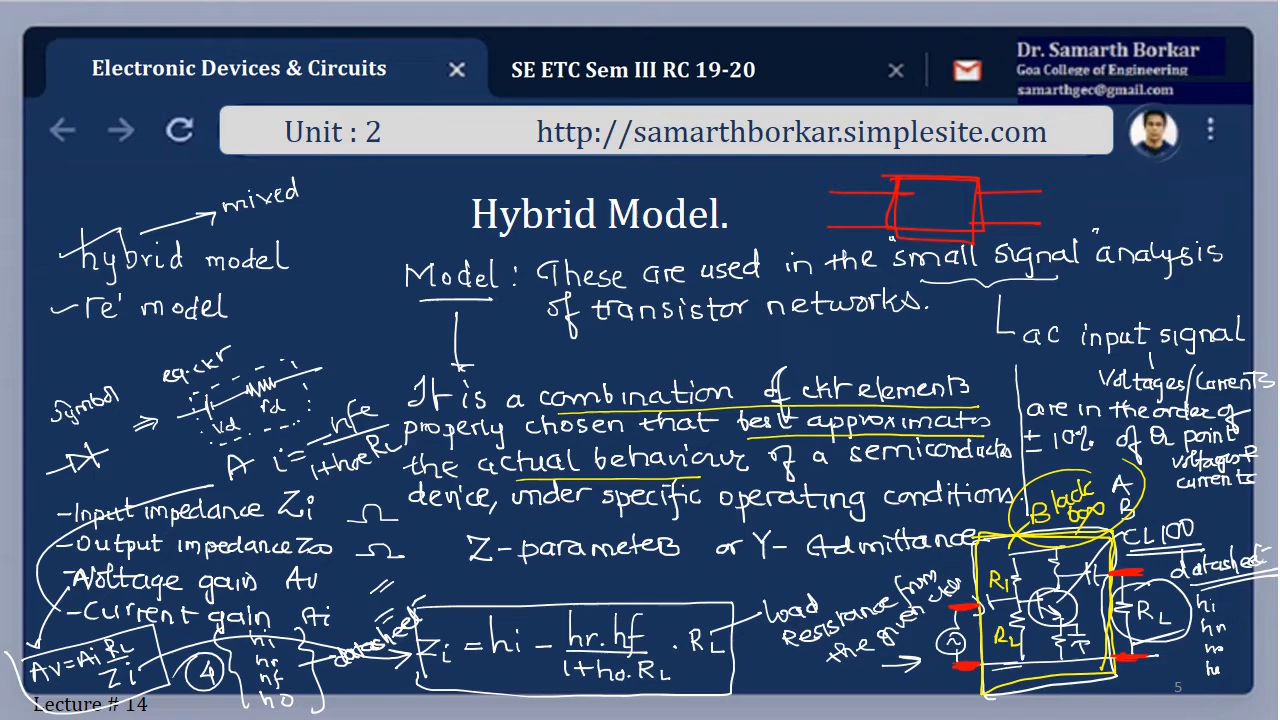 Electronic Devices & Circuits
SE ETC Sem III RC 19-20
Dr. Samarth Borkar
Goa College of Engineering
samarthgec@gmail.com
Unit : 2
http://samarthborkar.simplesite.com
Hybrid Model.
mixed
hybrid model
re' model
Model : These are used in the "small signal" analysis
of transistor networks.
ac input signal
Voltages/Currents
are in the order of
± 10% of Q point
voltages &
currents
symbol
eq. ckt
Vd
rd
⇒
It is a combination of ckt elements
properly chosen that best approximates
the actual behaviour of a semiconductor
device, under specific operating conditions.
A i = hfe
1+hoe RL
- Input impedance Zi
- Output impedance Zo
- Voltage gain Av
- Current gain Ai
Z-parameters or Y- Admittance
Black
box
A
B
CL100
datasheet
R1
R2
RL
hi
hr
Zi = hi - hr. hf . RL
1+ho. RL
Load
Resistance from
the given ckt
datasheet
Av = Ai RL
Zi
4
hi
hr
hf
ho
Lecture # 14
5